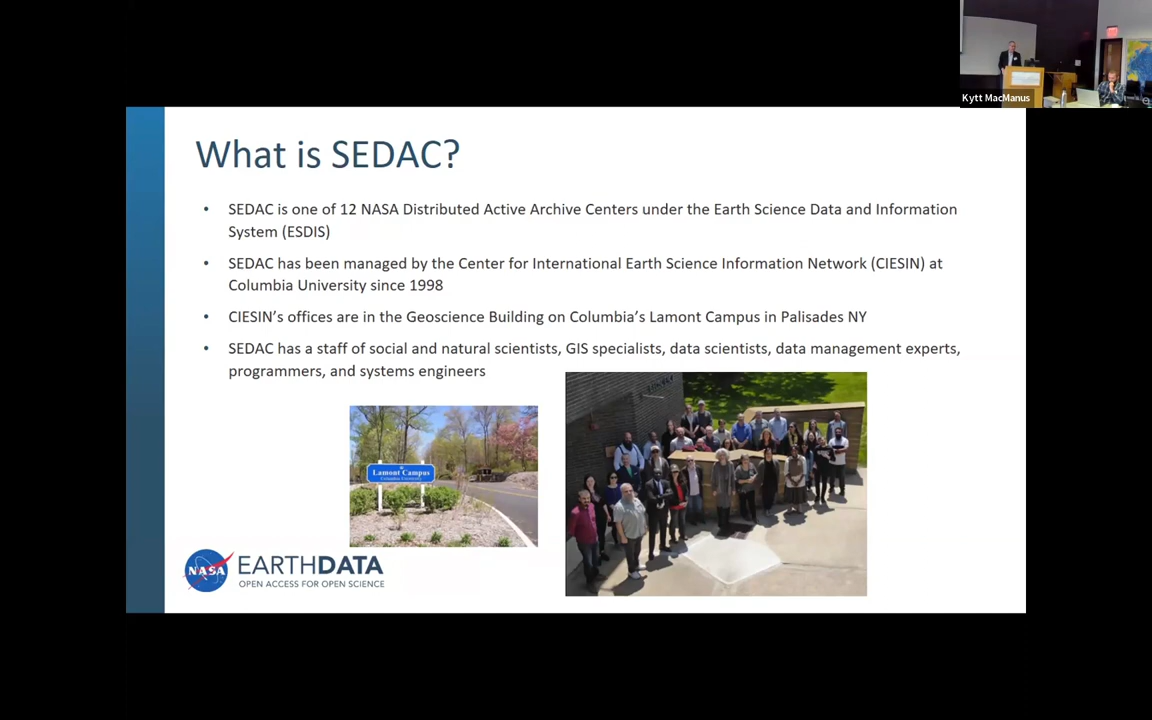 Kytt MacManus
What is SEDAC?
• SEDAC is one of 12 NASA Distributed Active Archive Centers under the Earth Science Data and Information
System (ESDIS)
• SEDAC has been managed by the Center for International Earth Science Information Network (CIESIN) at
Columbia University since 1998
• CIESIN’s offices are in the Geoscience Building on Columbia’s Lamont Campus in Palisades NY
• SEDAC has a staff of social and natural scientists, GIS specialists, data scientists, data management experts,
programmers, and systems engineers
Lamont Campus
Columbia University
NASA
EARTHDATA
OPEN ACCESS FOR OPEN SCIENCE